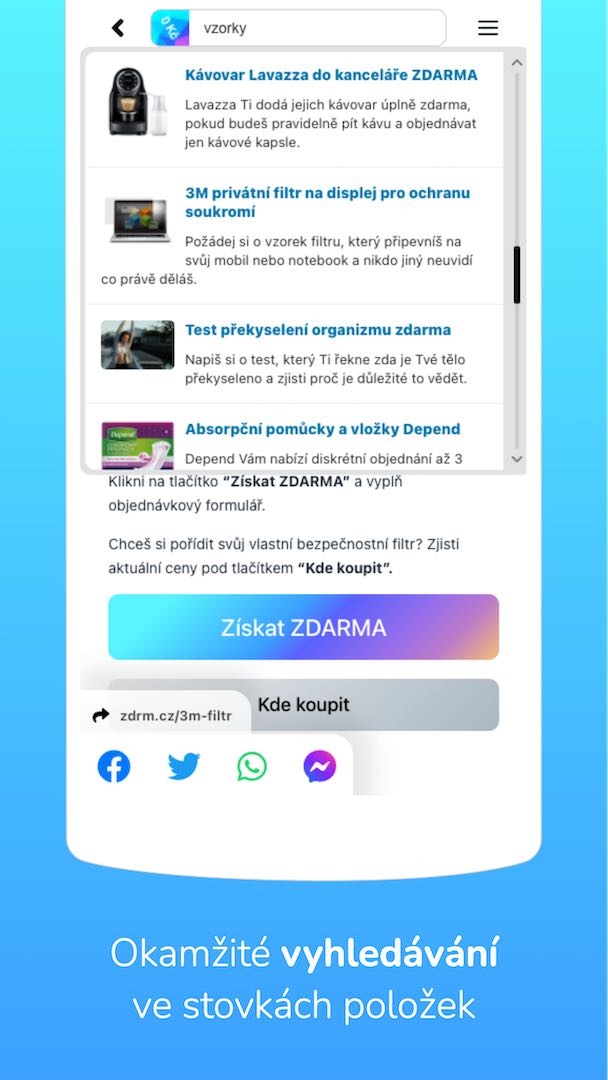 0 Kč
vzorky
Kávovar Lavazza do kanceláře ZDARMA
Lavazza Ti dodá jejich kávovar úplně zdarma,
pokud budeš pravidelně pít kávu a objednávat
jen kávové kapsle.
3M privátní filtr na displej pro ochranu
soukromí
Požádej si o vzorek filtru, který připevníš na
svůj mobil nebo notebook a nikdo jiný neuvidí
co právě děláš.
Test překyselení organizmu zdarma
Napiš si o test, který Ti řekne zda je Tvé tělo
překyseleno a zjisti proč je důležité to vědět.
Depend
Absorpční pomůcky a vložky Depend
Depend Vám nabízí diskrétní objednání až 3
Klikni na tlačítko “Získat ZDARMA” a vyplň
objednávkový formulář.
Chceš si pořídit svůj vlastní bezpečnostní filtr? Zjisti
aktuální ceny pod tlačítkem “Kde koupit”.
Získat ZDARMA
Kde koupit
zdrm.cz/3m-filtr
Okamžité vyhledávání
ve stovkách položek